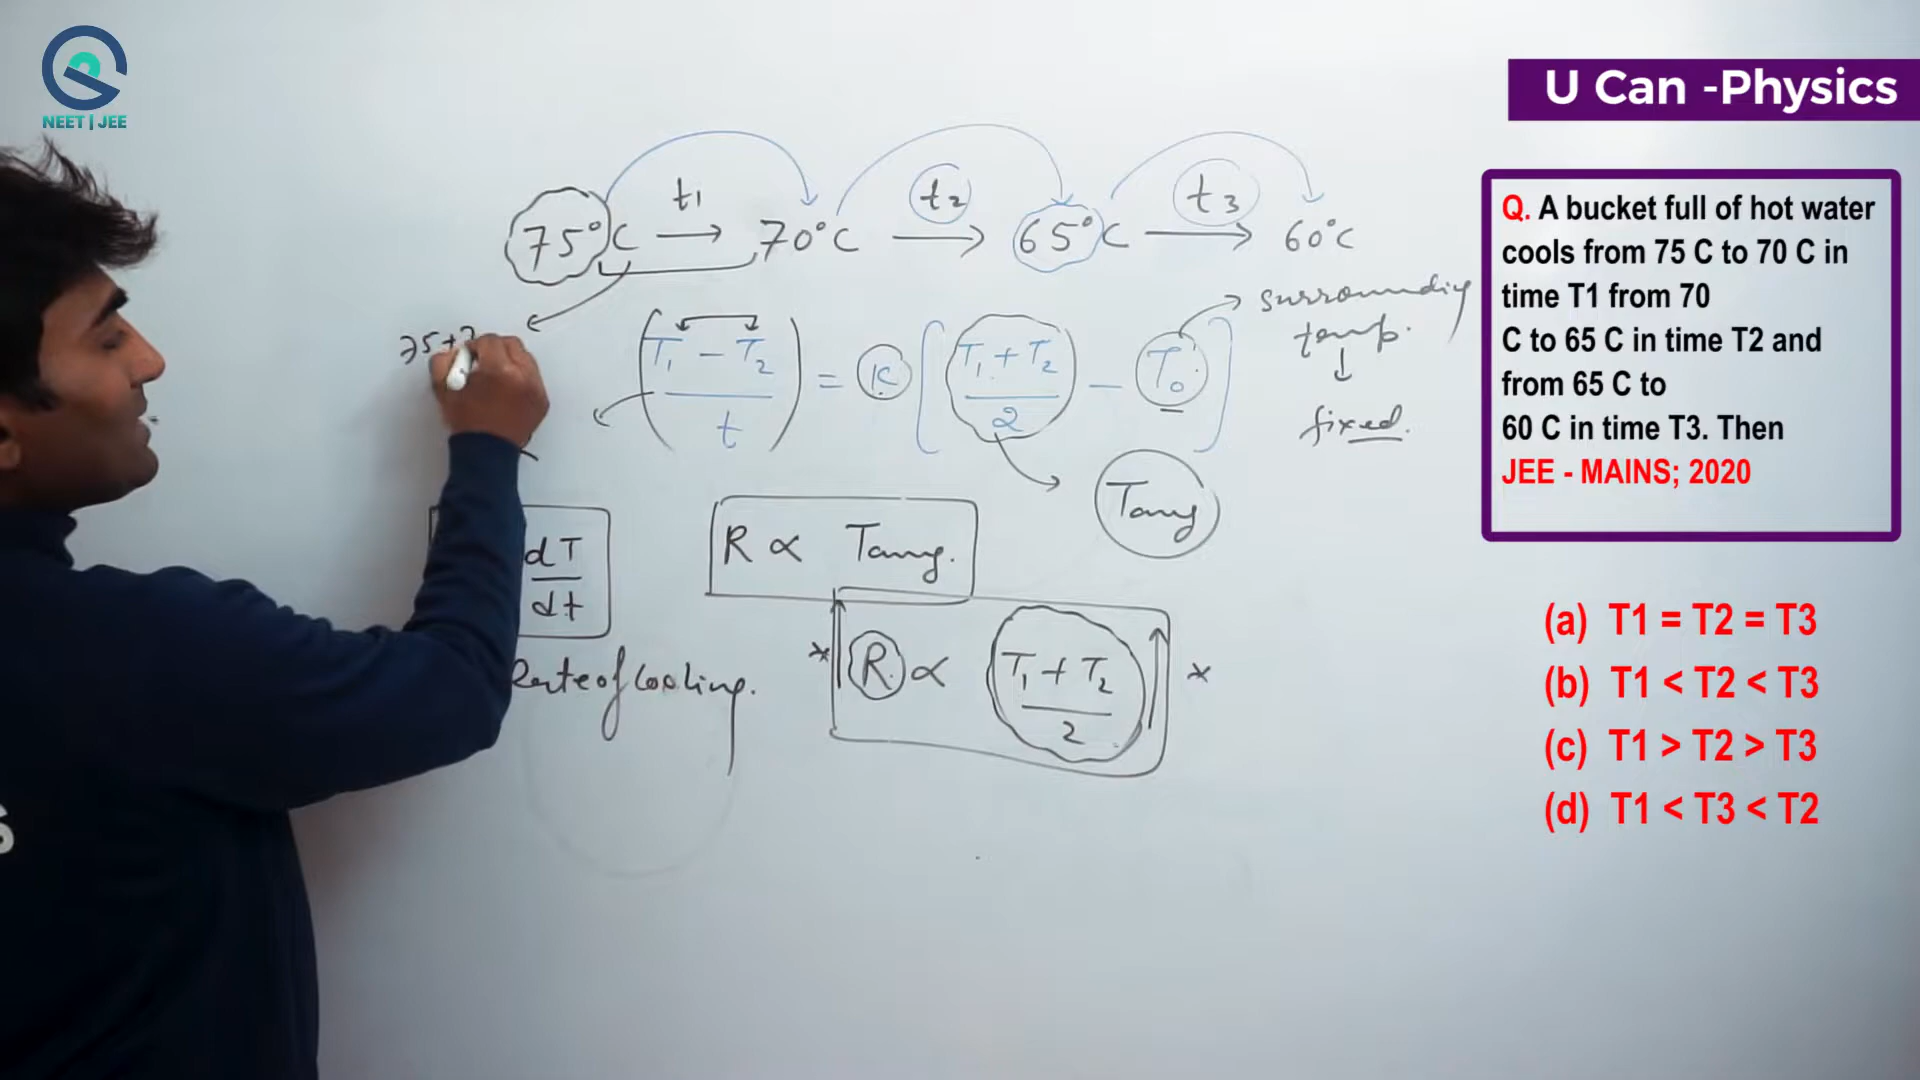 NEET | JEE
U Can -Physics
75°C → t1 70°C → t2 65°C → t3 60°C
75+7
(T1 - T2 / t) = K [T1 + T2 / 2 - T0]
surrounding
temp.
↓
fixed.
Tavg
dT / dt
R ∝ Tavg.
Rate of Cooling.
* R ∝ T1 + T2 / 2 *
Q. A bucket full of hot water
cools from 75 C to 70 C in
time T1 from 70
C to 65 C in time T2 and
from 65 C to
60 C in time T3. Then
JEE - MAINS; 2020
(a) T1 = T2 = T3
(b) T1 < T2 < T3
(c) T1 > T2 > T3
(d) T1 < T3 < T2